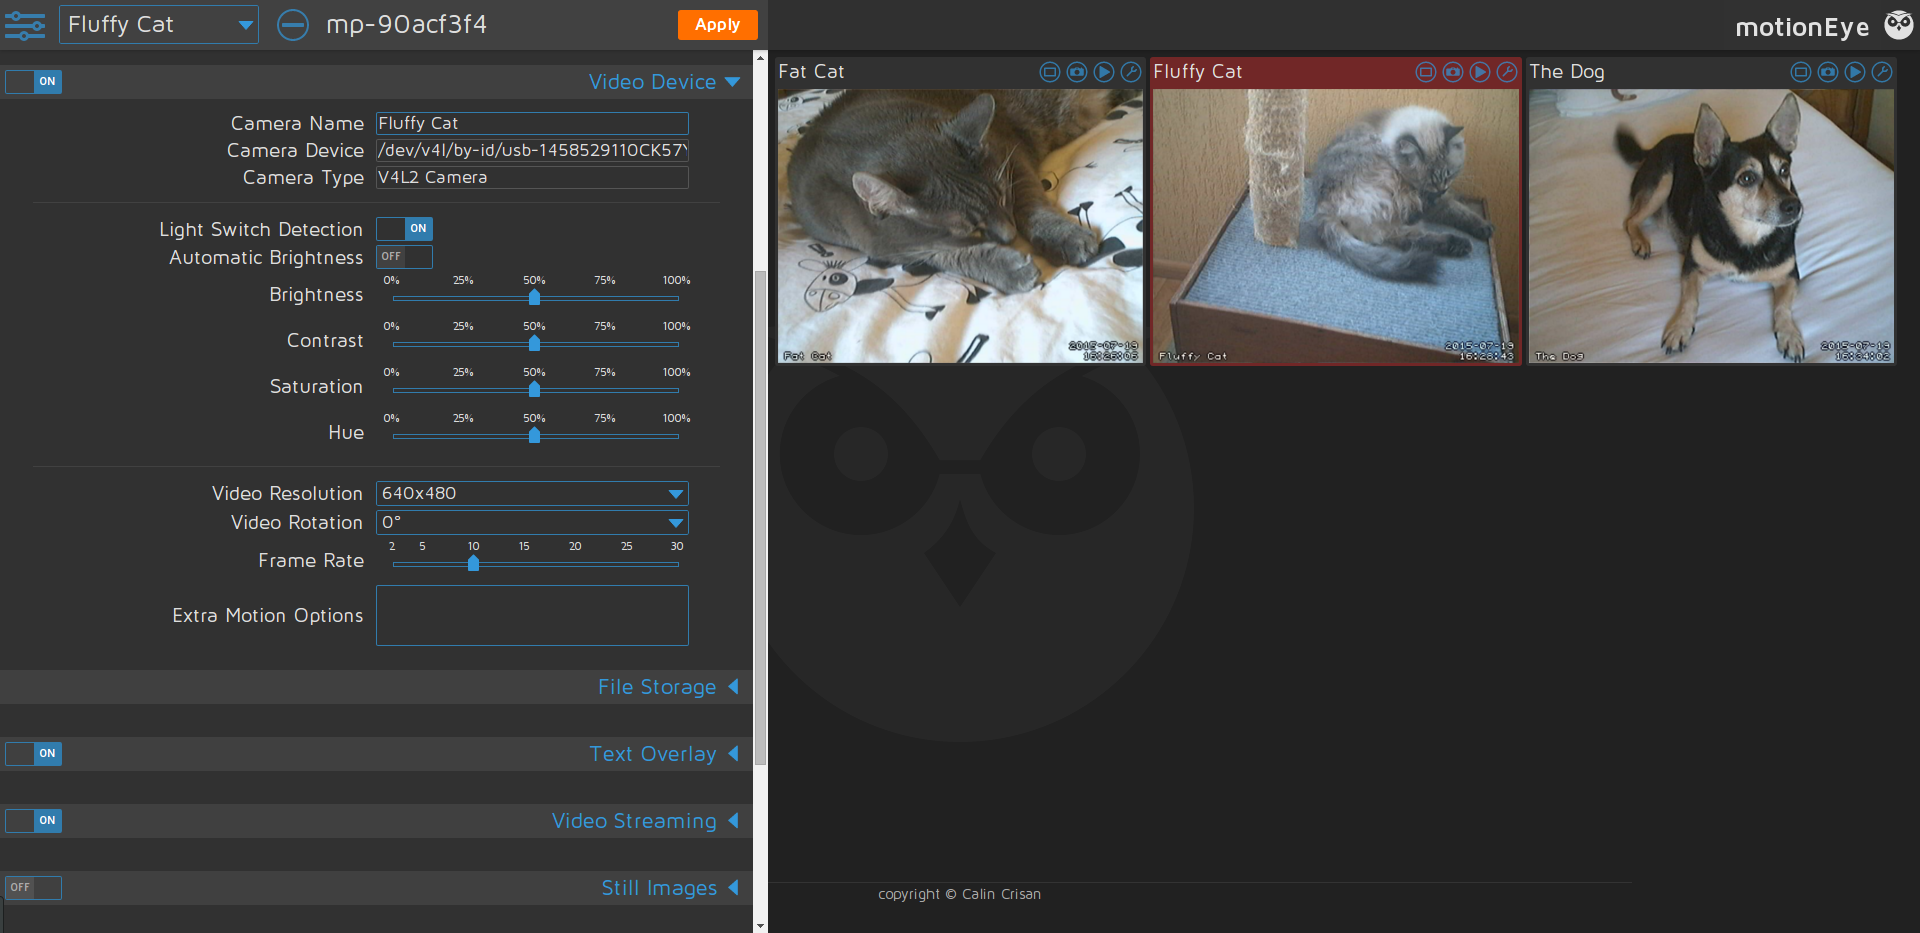 Fluffy Cat
mp-90acf3f4
Apply
motionEye
ON
Video Device
Camera Name
Fluffy Cat
Camera Device
/dev/v4l/by-id/usb-1458529110CK57
Camera Type
V4L2 Camera
Light Switch Detection
ON
Automatic Brightness
OFF
0% 25% 50% 75% 100%
Brightness
0% 25% 50% 75% 100%
Contrast
0% 25% 50% 75% 100%
Saturation
0% 25% 50% 75% 100%
Hue
Video Resolution
640x480
Video Rotation
0°
2 5 10 15 20 25 30
Frame Rate
Extra Motion Options
File Storage
ON
Text Overlay
ON
Video Streaming
OFF
Still Images
Fat Cat
Fat Cat
2015-07-19
16:26:06
Fluffy Cat
Fluffy Cat
2015-07-19
16:28:43
The Dog
The Dog
2015-07-19
16:34:02
copyright © Calin Crisan